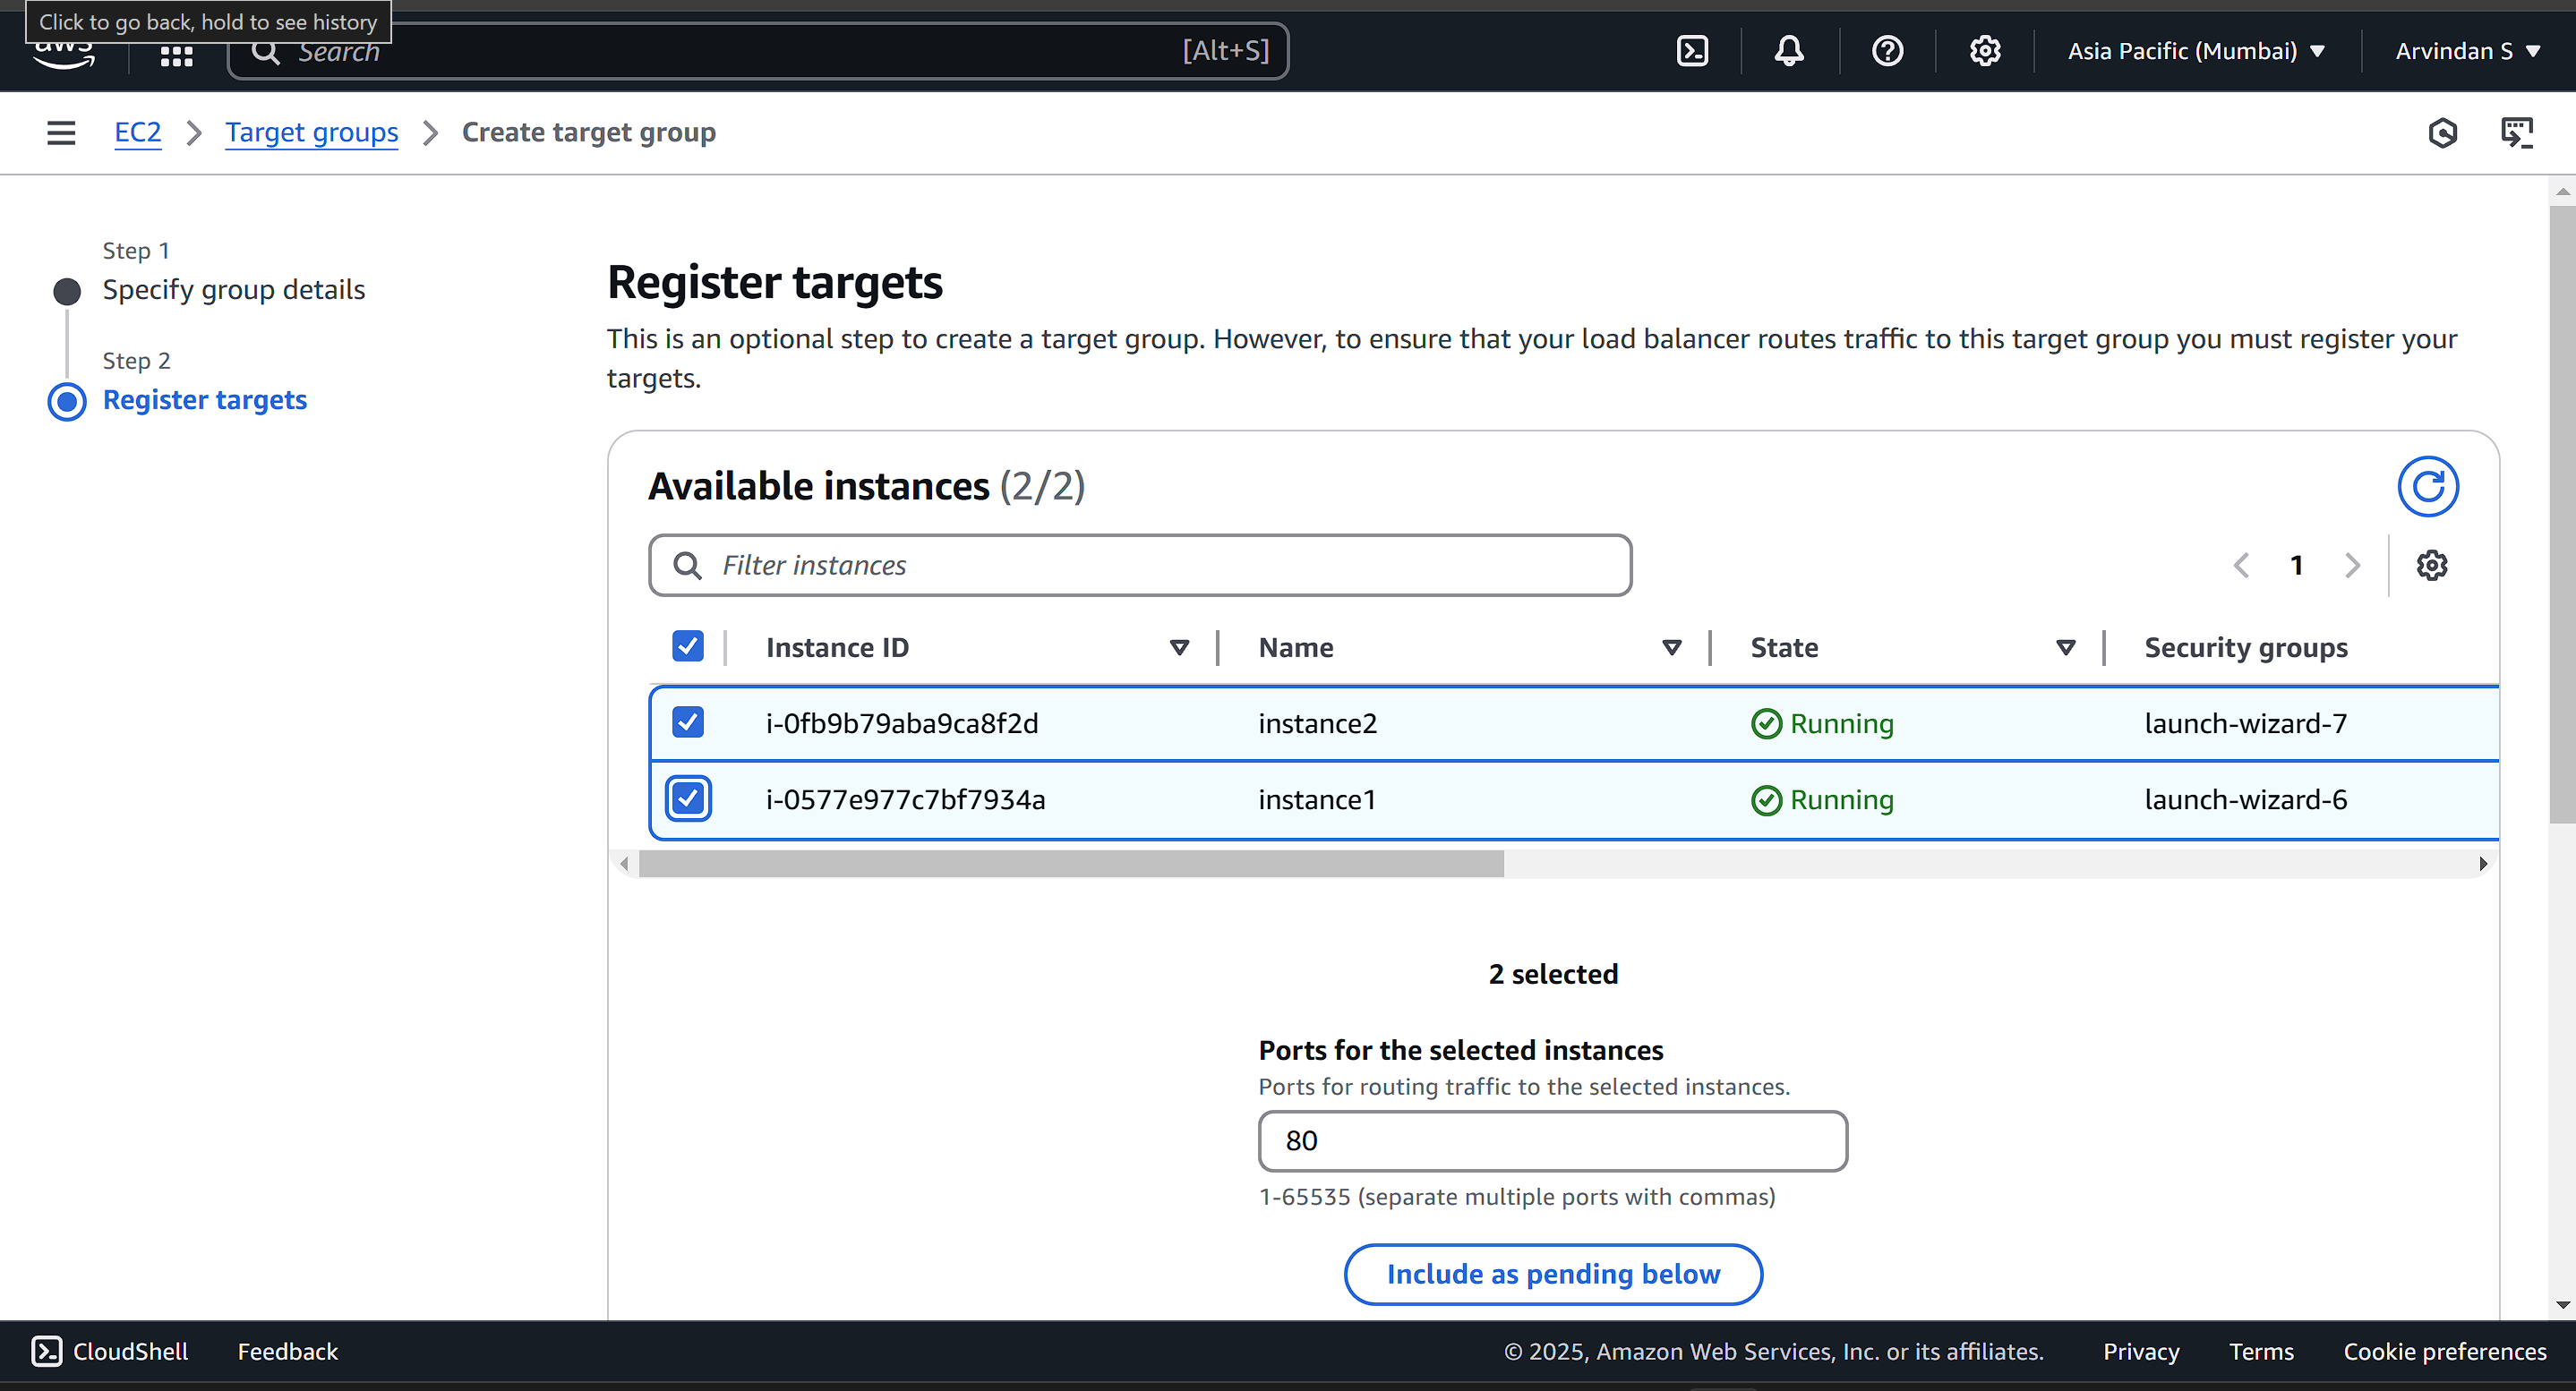 Click to go back, hold to see history
aws
Search
[Alt+S]
Asia Pacific (Mumbai)
Arvindan S
EC2
Target groups
Create target group
Step 1
Specify group details
Step 2
Register targets
Register targets
This is an optional step to create a target group. However, to ensure that your load balancer routes traffic to this target group you must register your
targets.
Available instances (2/2)
Filter instances
1
Instance ID
Name
State
Security groups
i-0fb9b79aba9ca8f2d
instance2
Running
launch-wizard-7
i-0577e977c7bf7934a
instance1
Running
launch-wizard-6
2 selected
Ports for the selected instances
Ports for routing traffic to the selected instances.
80
1-65535 (separate multiple ports with commas)
Include as pending below
CloudShell
Feedback
© 2025, Amazon Web Services, Inc. or its affiliates.
Privacy
Terms
Cookie preferences